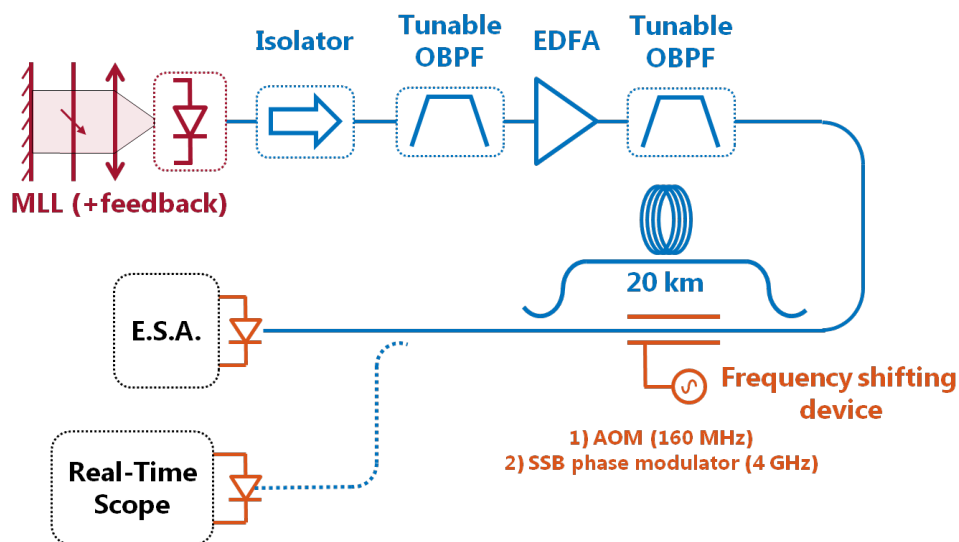 Isolator
Tunable
OBPF
EDFA
Tunable
OBPF
MLL (+feedback)
20 km
E.S.A.
Frequency shifting
device
1) AOM (160 MHz)
2) SSB phase modulator (4 GHz)
Real-Time
Scope